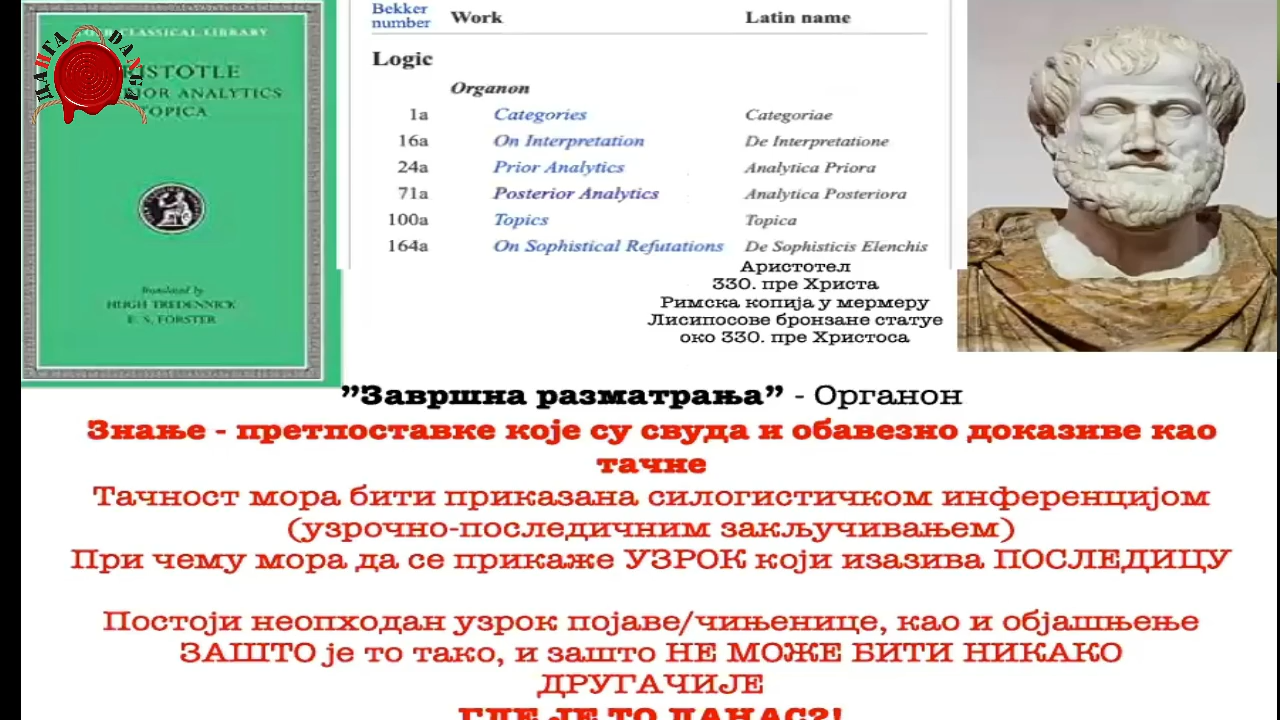 CLASSICAL LIBRARY
ARISTOTLE
ANALYTICS
TOPICA
Translated by
HUGH TREDENNICK
E. S. FORSTER
Bekker number Work Latin name
Logic
Organon
1a Categories Categoriae
16a On Interpretation De Interpretatione
24a Prior Analytics Analytica Priora
71a Posterior Analytics Analytica Posteriora
100a Topics Topica
164a On Sophistical Refutations De Sophisticis Elenchis
Аристотел
330. пре Христа
Римска копија у мермеру
Лисипосове бронзане статуе
око 330. пре Христоса
”Завршна разматрања” - Органон
Знање - претпоставке које су свуда и обавезно доказиве као
тачне
Тачност мора бити приказана силогистичком инференцијом
(узрочно-последичним закључивањем)
При чему мора да се прикаже УЗРОК који изазива ПОСЛЕДИЦУ
Постоји неопходан узрок појаве/чињенице, као и објашњење
ЗАШТО је то тако, и зашто НЕ МОЖЕ БИТИ НИКАКО
ДРУГАЧИЈЕ
ГДЕ ЈЕ ТО ДАНАС?!